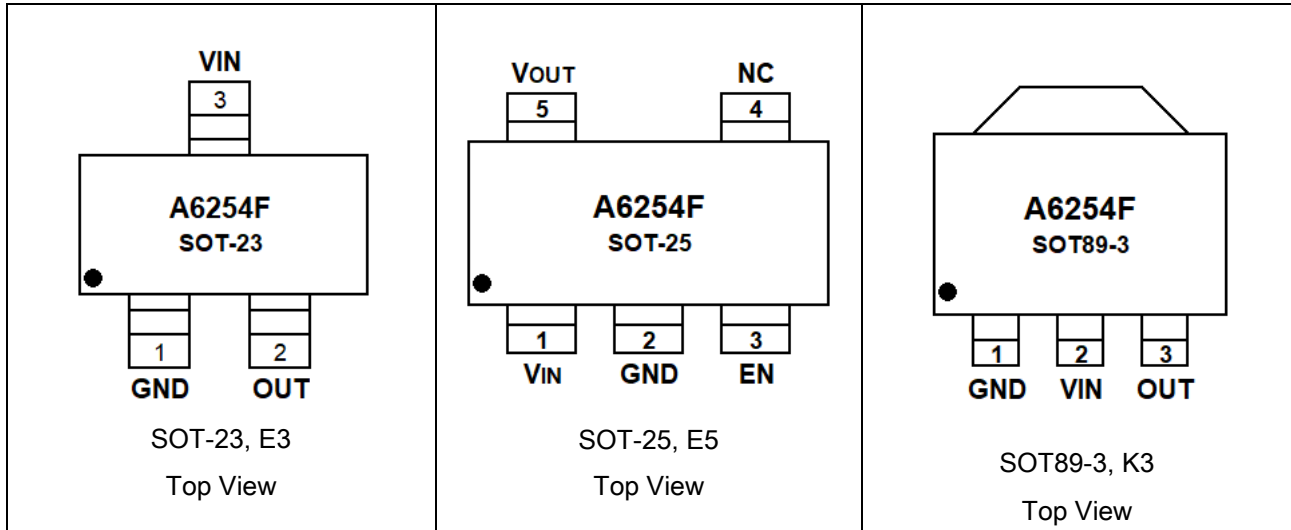 VIN
3
A6254F
SOT-23
1 2
GND OUT
SOT-23, E3
Top View
VOUT NC
5 4
A6254F
SOT-25
1 2 3
VIN GND EN
SOT-25, E5
Top View
A6254F
SOT89-3
1 2 3
GND VIN OUT
SOT89-3, K3
Top View